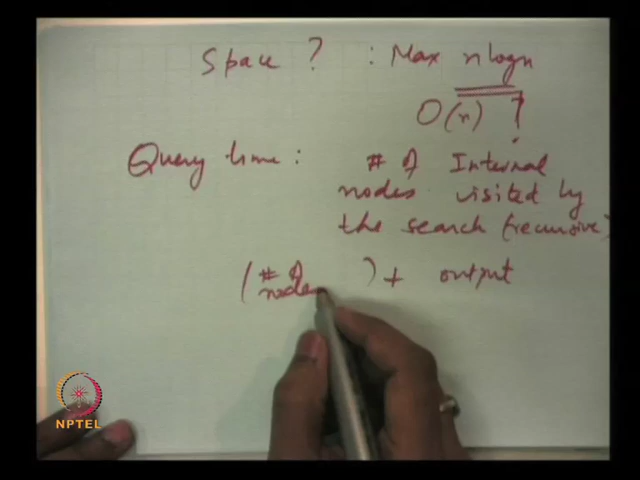 Space ? : Max n log n
O(n) ?
Query time : # of Internal
nodes visited by
the search (recursive)
( # of
nodes ) + output
NPTEL